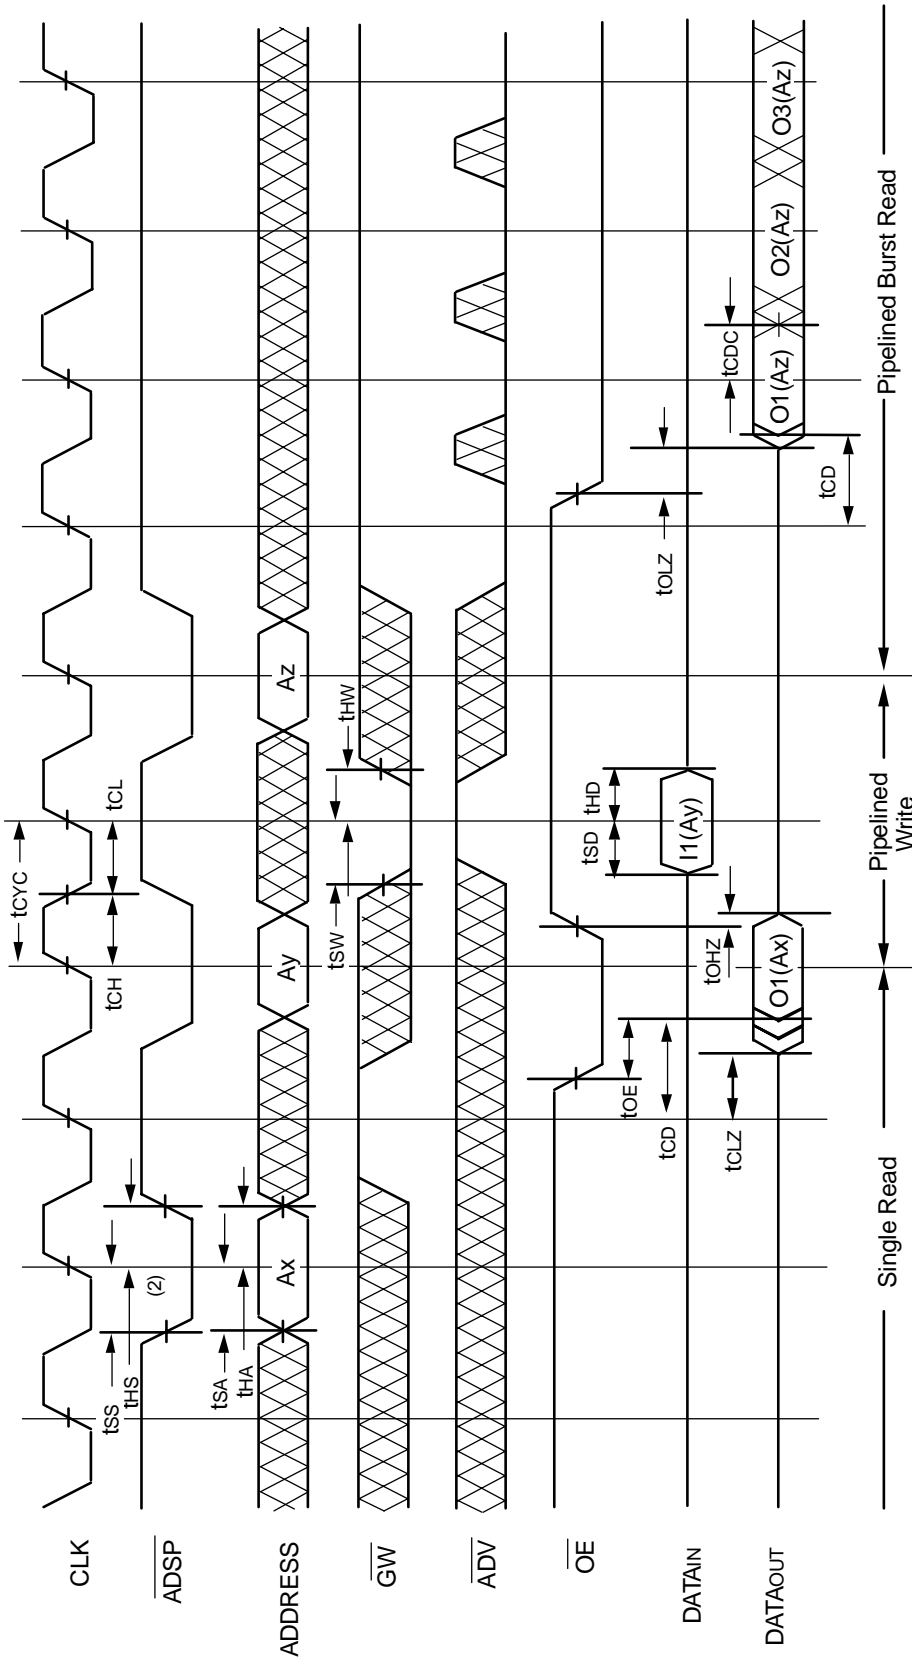 CLK
tCYC
tCH
tCL
ADSP
tSS
tHS
(2)
ADDRESS
tSA
tHA
Ax
Ay
Az
GW
tSW
tHW
ADV
OE
tOE
tOHZ
tOLZ
DATAIN
tSD
tHD
I1(Ay)
tCD
DATAOUT
tCLZ
O1(Ax)
tCD
tCDC
O1(Az)
O2(Az)
O3(Az)
Single Read
Pipelined
Write
Pipelined Burst Read